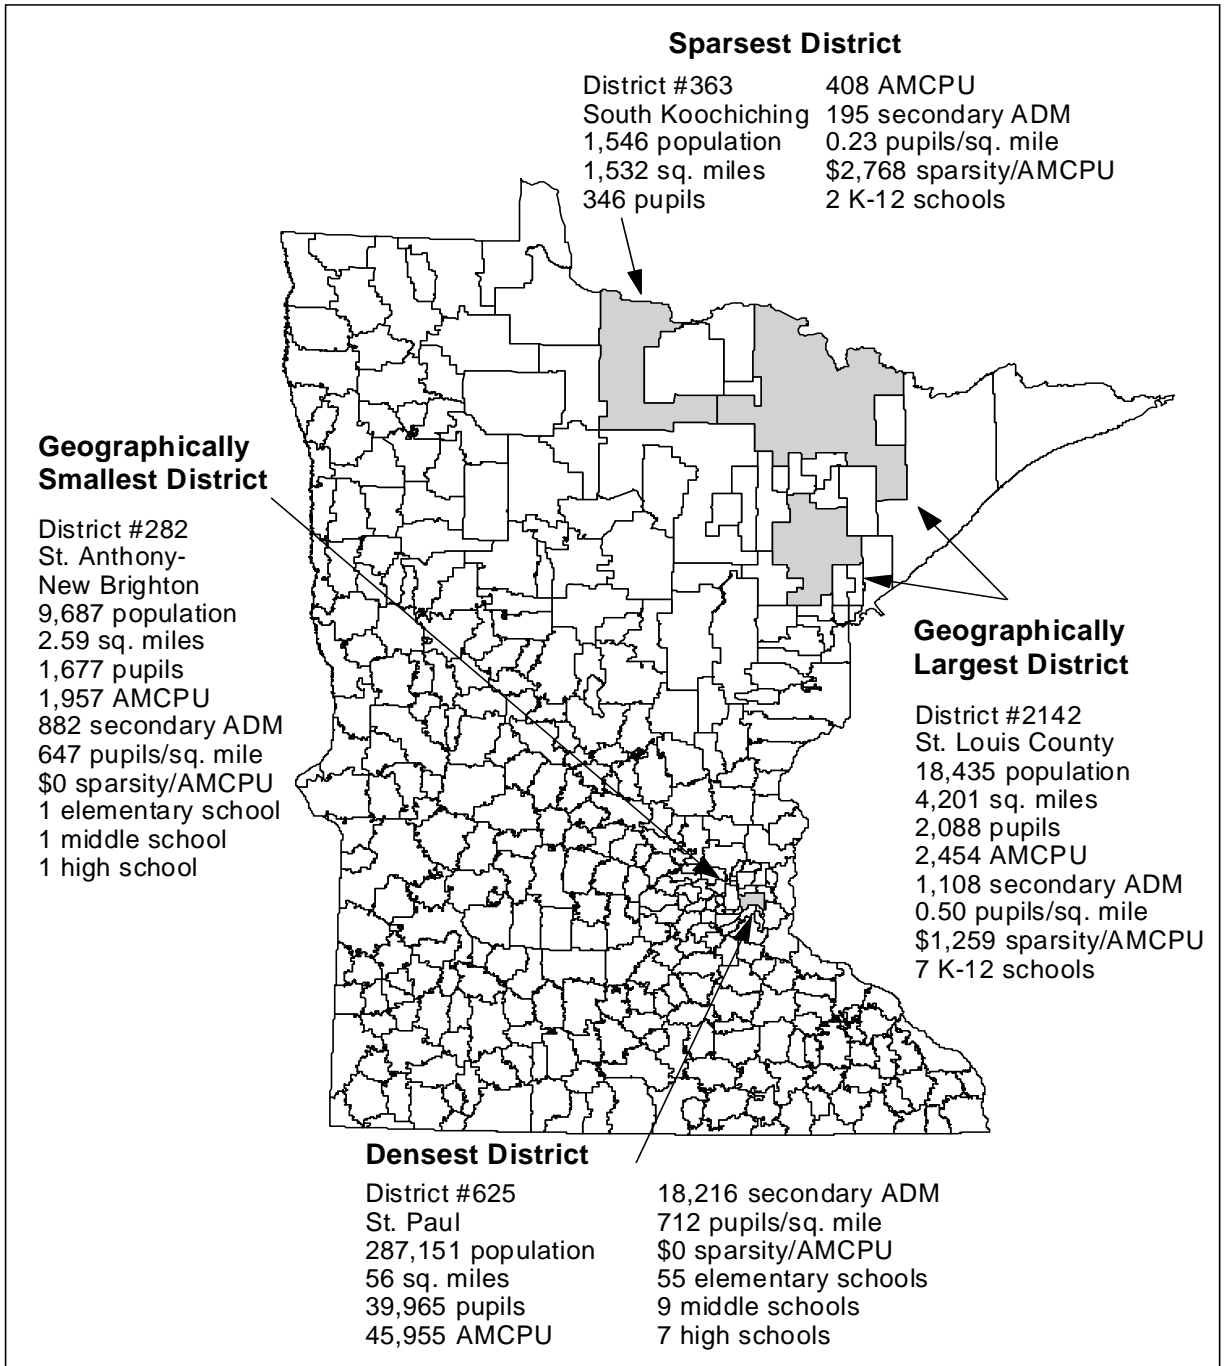 Sparsest District
District #363
South Koochiching
1,546 population
1,532 sq. miles
346 pupils
408 AMCPU
195 secondary ADM
0.23 pupils/sq. mile
$2,768 sparsity/AMCPU
2 K-12 schools
Geographically
Smallest District
District #282
St. Anthony-
New Brighton
9,687 population
2.59 sq. miles
1,677 pupils
1,957 AMCPU
882 secondary ADM
647 pupils/sq. mile
$0 sparsity/AMCPU
1 elementary school
1 middle school
1 high school
Geographically
Largest District
District #2142
St. Louis County
18,435 population
4,201 sq. miles
2,088 pupils
2,454 AMCPU
1,108 secondary ADM
0.50 pupils/sq. mile
$1,259 sparsity/AMCPU
7 K-12 schools
Densest District
District #625
St. Paul
287,151 population
56 sq. miles
39,965 pupils
45,955 AMCPU
18,216 secondary ADM
712 pupils/sq. mile
$0 sparsity/AMCPU
55 elementary schools
9 middle schools
7 high schools